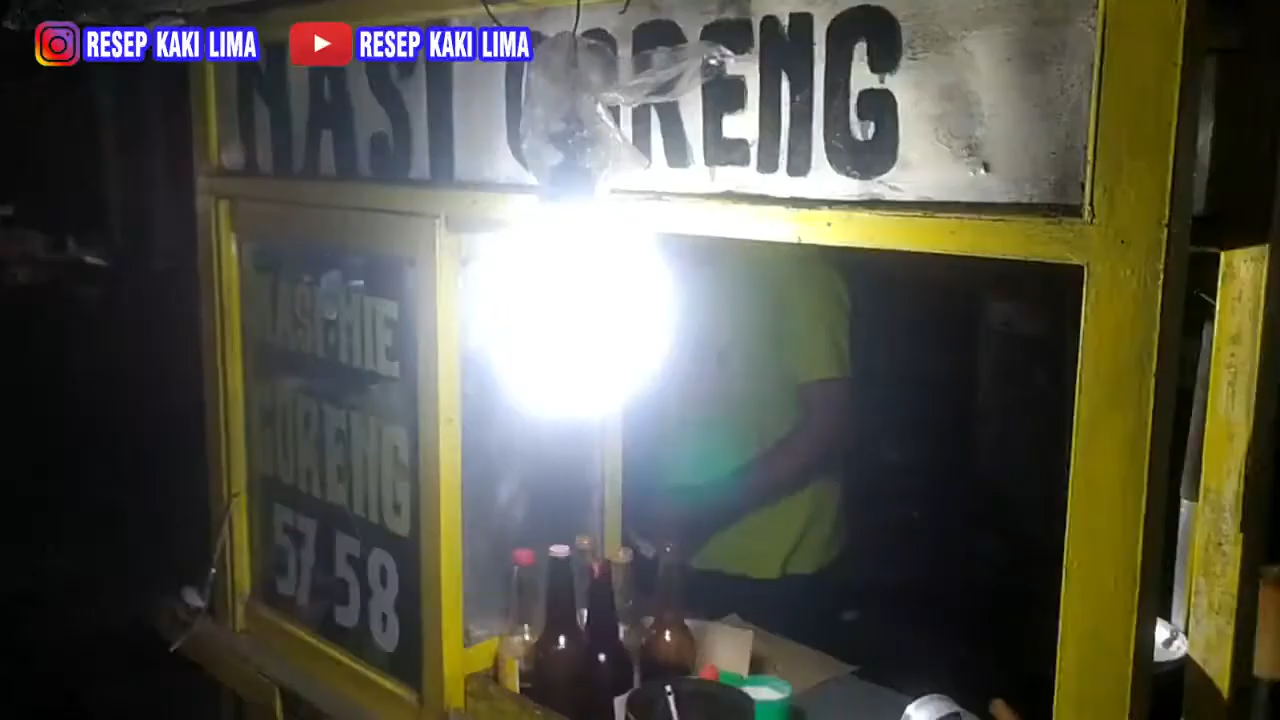 RESEP KAKI LIMA RESEP KAKI LIMA
NASI GORENG
NASI MIE
GORENG
57 58